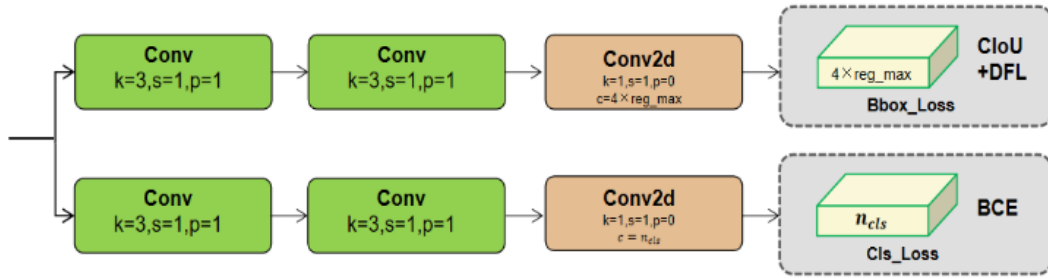 Conv
k=3,s=1,p=1
Conv
k=3,s=1,p=1
Conv2d
k=1,s=1,p=0
c=4×reg_max
4×reg_max
Bbox_Loss
CIoU
+DFL
Conv
k=3,s=1,p=1
Conv
k=3,s=1,p=1
Conv2d
k=1,s=1,p=0
c = n_cls
n_cls
Cls_Loss
BCE